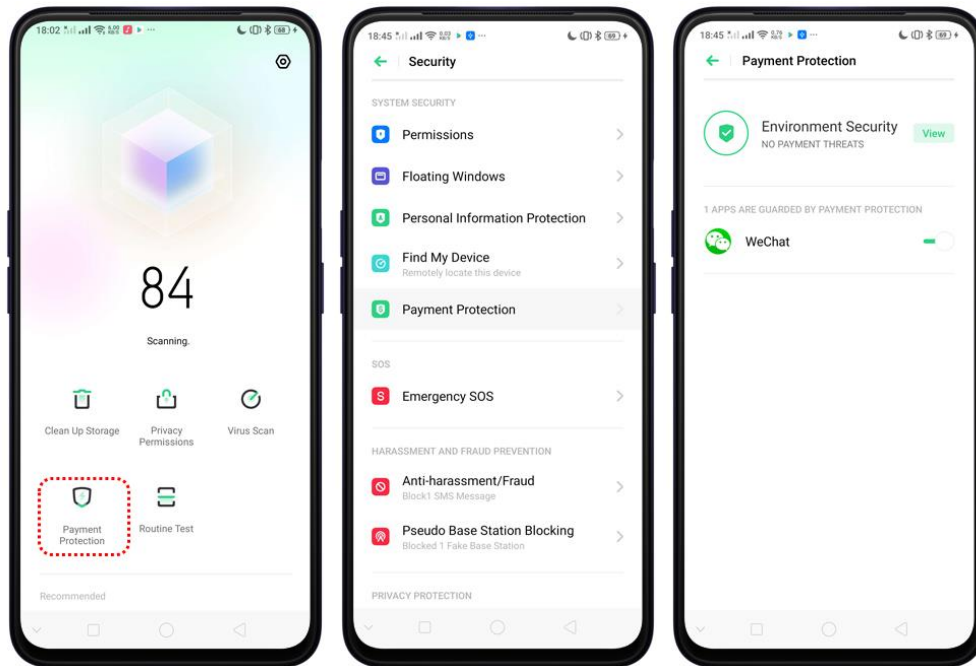 18:02
68
84
Scanning.
Clean Up Storage
Privacy
Permissions
Virus Scan
Payment
Protection
Routine Test
Recommended
18:45
69
Security
SYSTEM SECURITY
Permissions
Floating Windows
Personal Information Protection
Find My Device
Remotely locate this device
Payment Protection
SOS
S
Emergency SOS
HARASSMENT AND FRAUD PREVENTION
Anti-harassment/Fraud
Block1 SMS Message
Pseudo Base Station Blocking
Blocked 1 Fake Base Station
PRIVACY PROTECTION
18:45
69
Payment Protection
Environment Security
NO PAYMENT THREATS
View
1 APPS ARE GUARDED BY PAYMENT PROTECTION
WeChat